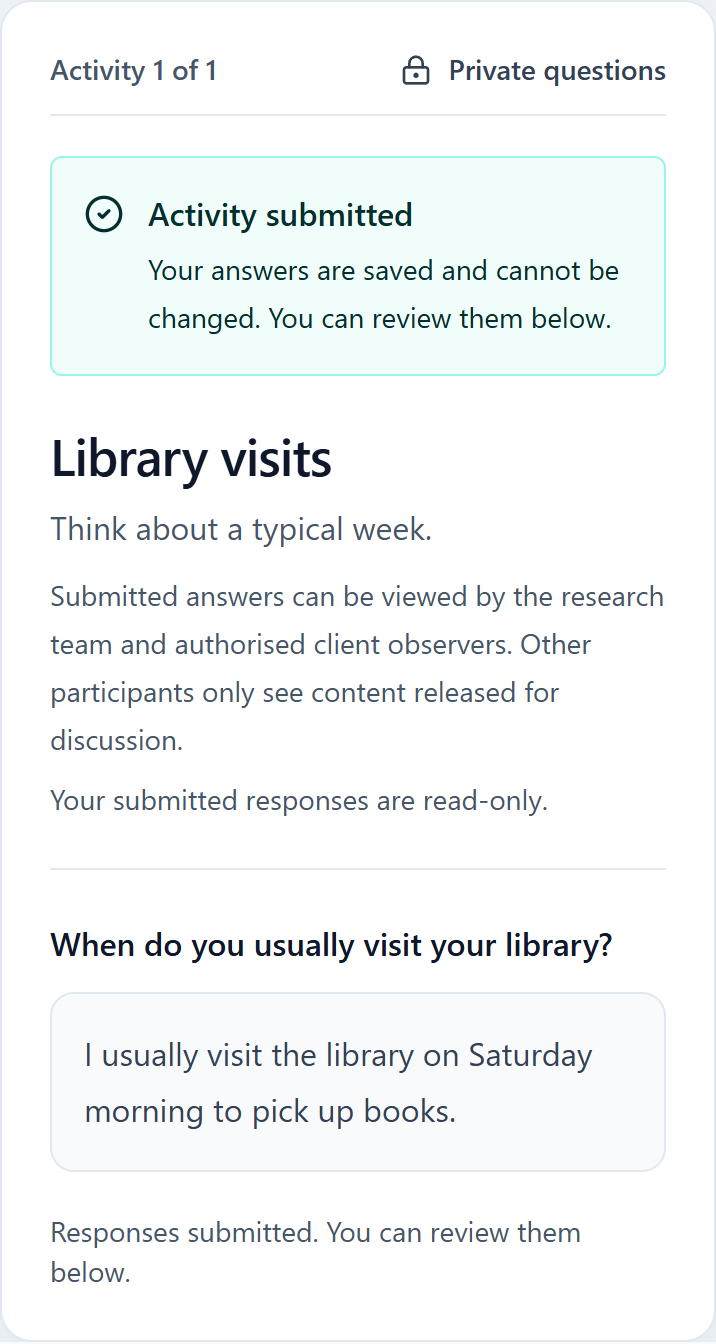 Activity 1 of 1
Private questions
Activity submitted
Your answers are saved and cannot be
changed. You can review them below.
Library visits
Think about a typical week.
Submitted answers can be viewed by the research
team and authorised client observers. Other
participants only see content released for
discussion.
Your submitted responses are read-only.
When do you usually visit your library?
I usually visit the library on Saturday
morning to pick up books.
Responses submitted. You can review them
below.